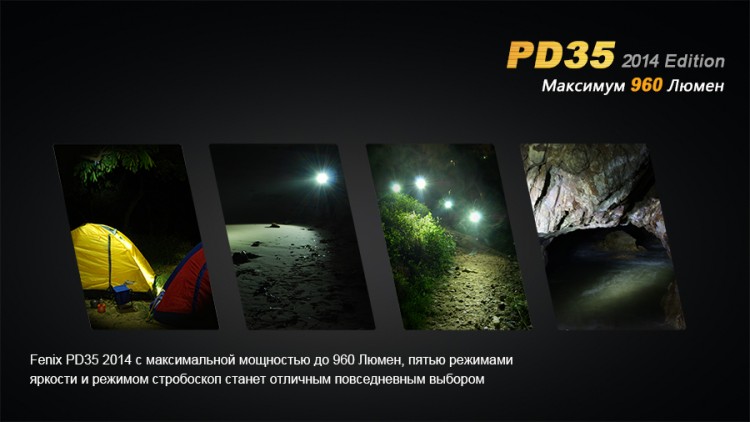 PD35 2014 Edition
Максимум 960 Люмен
Fenix PD35 2014 с максимальной мощностью до 960 Люмен, пятью режимами
яркости и режимом стробоскоп станет отличным повседневным выбором